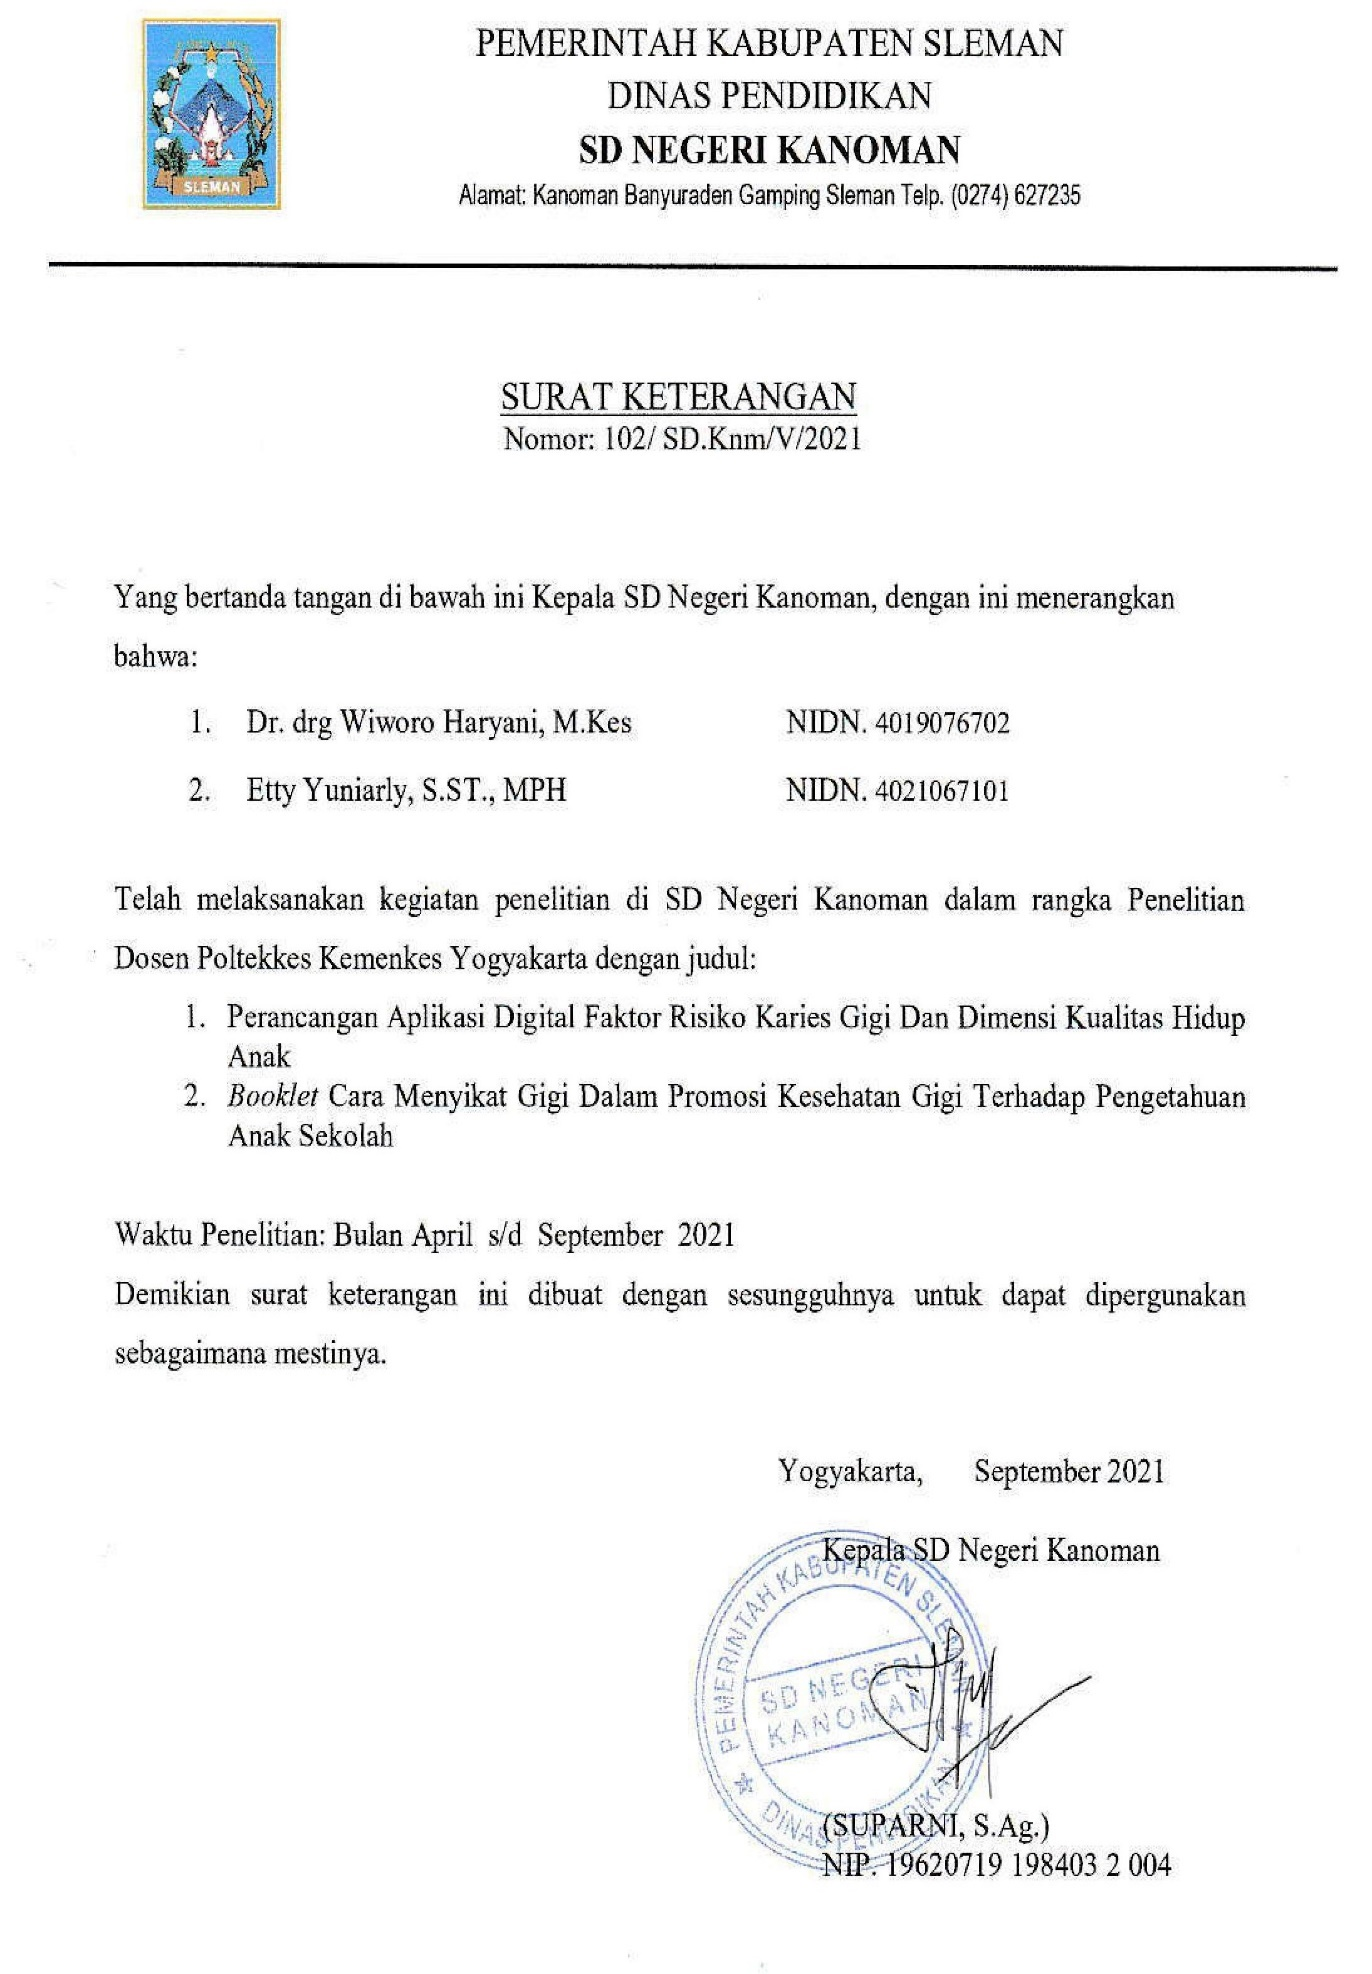 SLEMAN
PEMERINTAH KABUPATEN SLEMAN
DINAS PENDIDIKAN
SD NEGERI KANOMAN
Alamat: Kanoman Banyuraden Gamping Sleman Telp. (0274) 627235
SURAT KETERANGAN
Nomor: 102/ SD.Knm/V/2021
Yang bertanda tangan di bawah ini Kepala SD Negeri Kanoman, dengan ini menerangkan
bahwa:
1. Dr. drg Wiworo Haryani, M.Kes NIDN. 4019076702
2. Etty Yuniarly, S.ST., MPH NIDN. 4021067101
Telah melaksanakan kegiatan penelitian di SD Negeri Kanoman dalam rangka Penelitian
Dosen Poltekkes Kemenkes Yogyakarta dengan judul:
1. Perancangan Aplikasi Digital Faktor Risiko Karies Gigi Dan Dimensi Kualitas Hidup
Anak
2. Booklet Cara Menyikat Gigi Dalam Promosi Kesehatan Gigi Terhadap Pengetahuan
Anak Sekolah
Waktu Penelitian: Bulan April s/d September 2021
Demikian surat keterangan ini dibuat dengan sesungguhnya untuk dapat dipergunakan
sebagaimana mestinya.
Yogyakarta, September 2021
Kepala SD Negeri Kanoman
PEMERINTAH KABUPATEN SLEMAN
SD NEGERI
KANOMAN
DINAS PENDIDIKAN
(SUPARNI, S.Ag.)
NIP. 19620719 198403 2 004